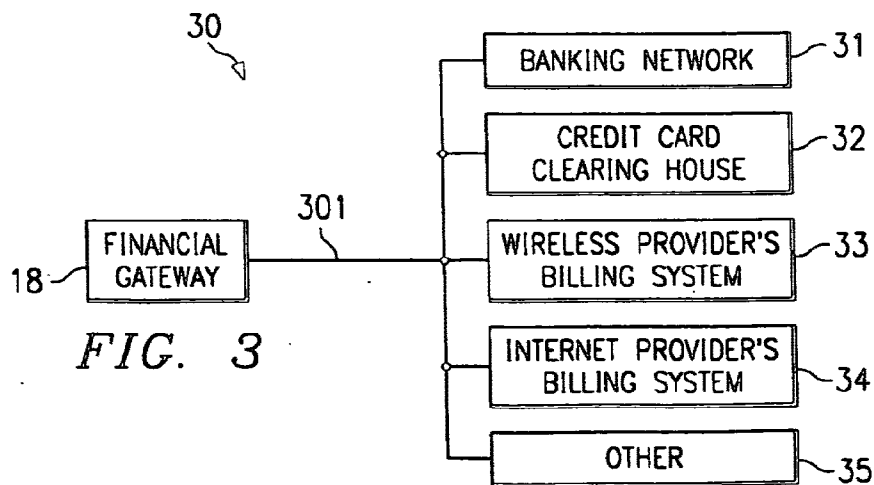 30
BANKING NETWORK
31
CREDIT CARD
CLEARING HOUSE
32
301
FINANCIAL
GATEWAY
18
WIRELESS PROVIDER'S
BILLING SYSTEM
33
FIG. 3
INTERNET PROVIDER'S
BILLING SYSTEM
34
OTHER
35